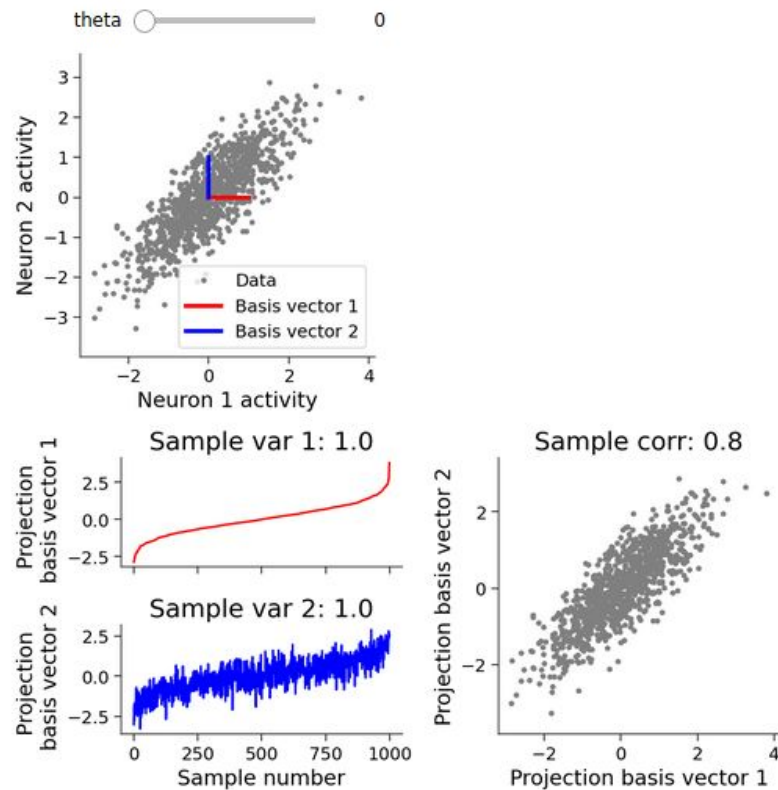 theta 0
3
2
1
0
−1
−2
−3
Neuron 2 activity
Data
Basis vector 1
Basis vector 2
−2 0 2 4
Neuron 1 activity
Sample var 1: 1.0
Projection
basis vector 1
2.5
0.0
−2.5
Sample var 2: 1.0
Projection
basis vector 2
2.5
0.0
−2.5
0 250 500 750 1000
Sample number
Sample corr: 0.8
Projection basis vector 2
2
0
−2
−2 0 2 4
Projection basis vector 1